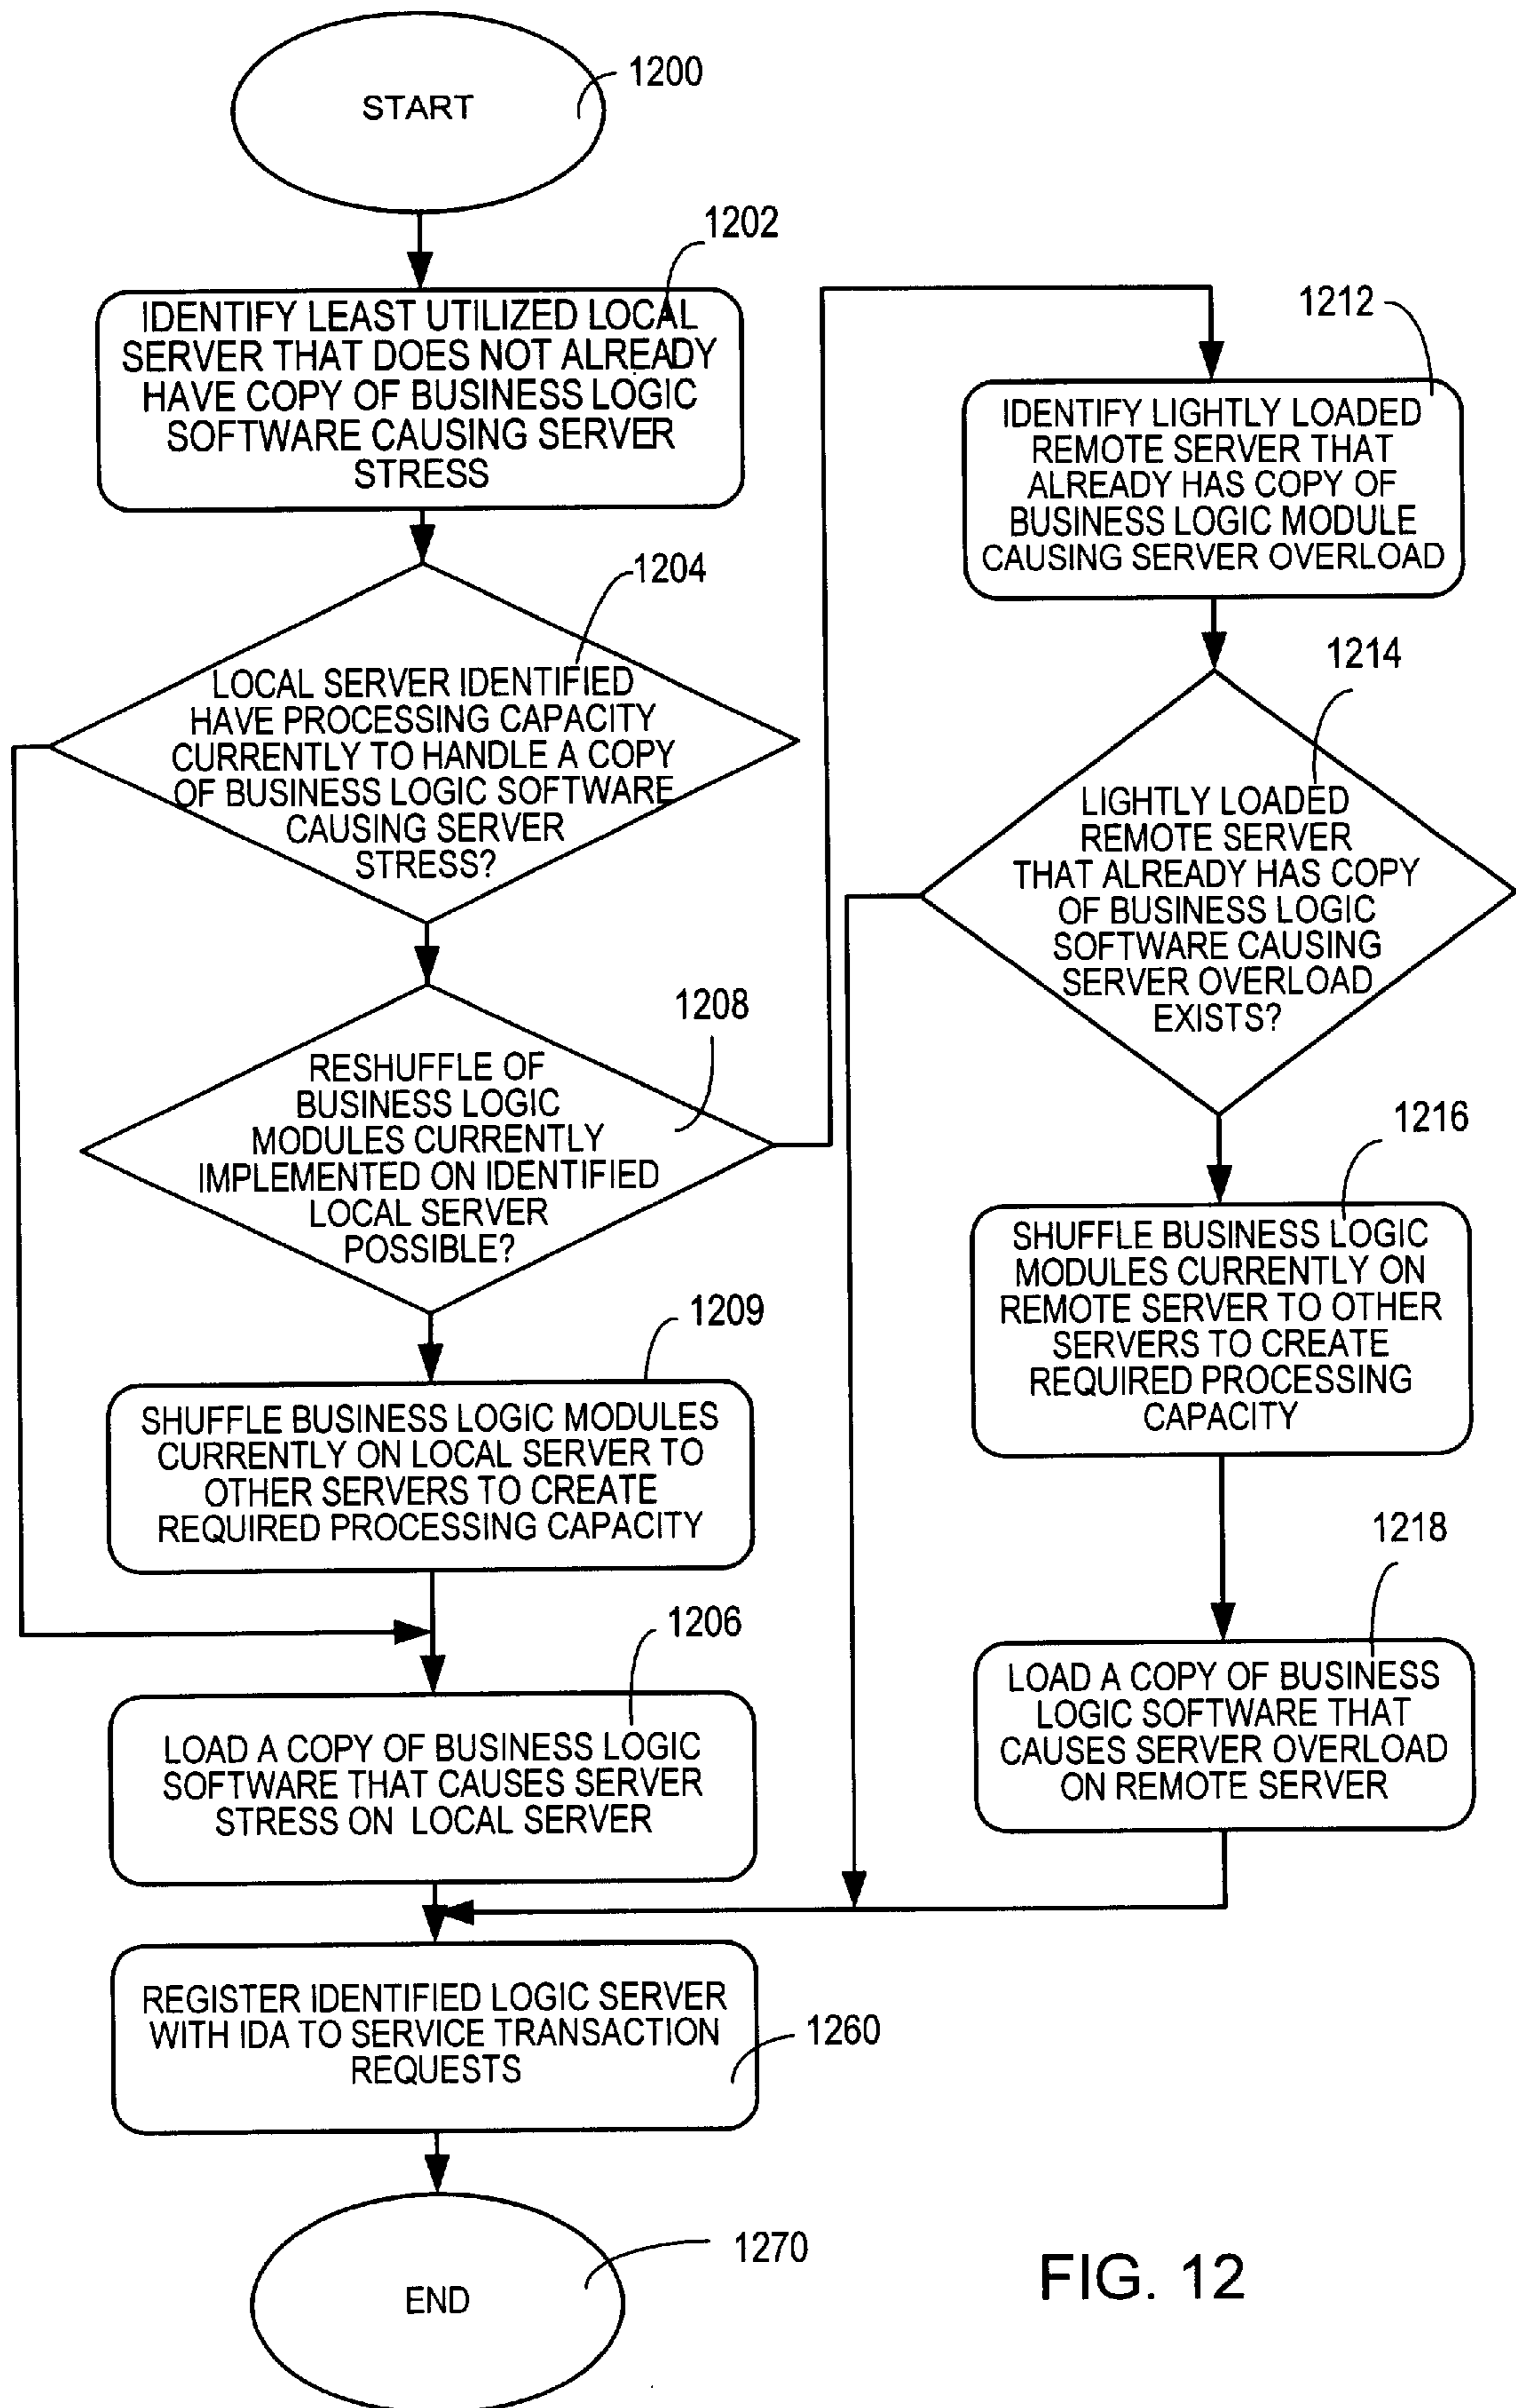 START
1200
1202
IDENTIFY LEAST UTILIZED LOCAL
SERVER THAT DOES NOT ALREADY
HAVE COPY OF BUSINESS LOGIC
SOFTWARE CAUSING SERVER
STRESS
1204
LOCAL SERVER IDENTIFIED
HAVE PROCESSING CAPACITY
CURRENTLY TO HANDLE A COPY
OF BUSINESS LOGIC SOFTWARE
CAUSING SERVER
STRESS?
1208
RESHUFFLE OF
BUSINESS LOGIC
MODULES CURRENTLY
IMPLEMENTED ON IDENTIFIED
LOCAL SERVER
POSSIBLE?
1209
SHUFFLE BUSINESS LOGIC MODULES
CURRENTLY ON LOCAL SERVER TO
OTHER SERVERS TO CREATE
REQUIRED PROCESSING CAPACITY
1206
LOAD A COPY OF BUSINESS LOGIC
SOFTWARE THAT CAUSES SERVER
STRESS ON LOCAL SERVER
1212
IDENTIFY LIGHTLY LOADED
REMOTE SERVER THAT
ALREADY HAS COPY OF
BUSINESS LOGIC MODULE
CAUSING SERVER OVERLOAD
1214
LIGHTLY LOADED
REMOTE SERVER
THAT ALREADY HAS COPY
OF BUSINESS LOGIC
SOFTWARE CAUSING
SERVER OVERLOAD
EXISTS?
1216
SHUFFLE BUSINESS LOGIC
MODULES CURRENTLY ON
REMOTE SERVER TO OTHER
SERVERS TO CREATE
REQUIRED PROCESSING
CAPACITY
1218
LOAD A COPY OF BUSINESS
LOGIC SOFTWARE THAT
CAUSES SERVER OVERLOAD
ON REMOTE SERVER
REGISTER IDENTIFIED LOGIC SERVER
WITH IDA TO SERVICE TRANSACTION
REQUESTS
1260
1270
END
FIG. 12